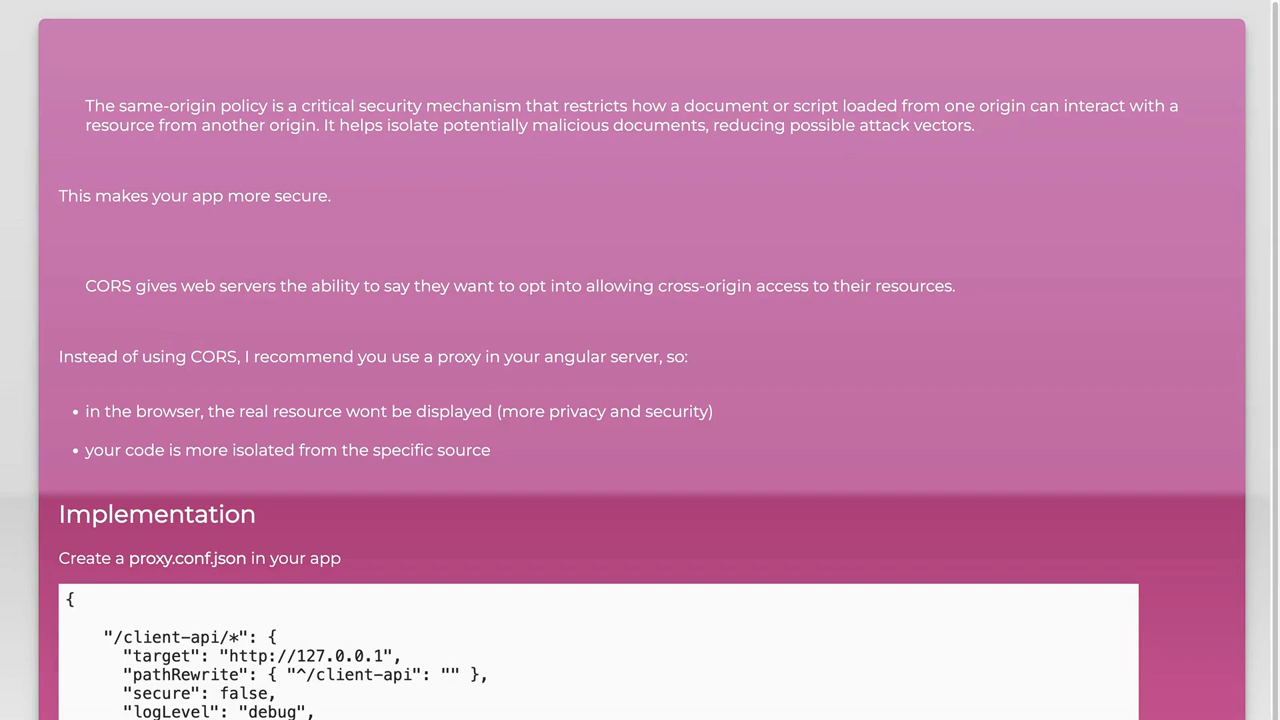 The same-origin policy is a critical security mechanism that restricts how a document or script loaded from one origin can interact with a
resource from another origin. It helps isolate potentially malicious documents, reducing possible attack vectors.
This makes your app more secure.
CORS gives web servers the ability to say they want to opt into allowing cross-origin access to their resources.
Instead of using CORS, I recommend you use a proxy in your angular server, so:
• in the browser, the real resource wont be displayed (more privacy and security)
• your code is more isolated from the specific source
Implementation
Create a proxy.conf.json in your app
{
"/client-api/*": {
"target": "http://127.0.0.1",
"pathRewrite": { "^/client-api": "" },
"secure": false,
"logLevel": "debug",